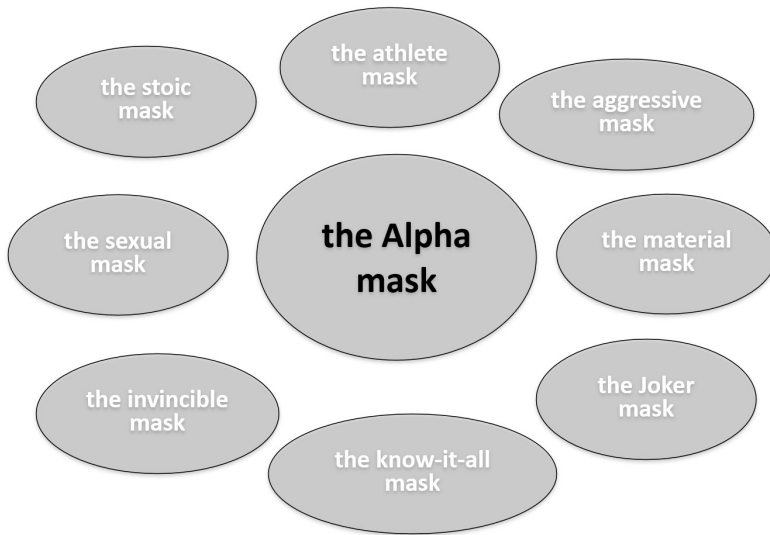 the athlete
mask
the stoic
mask
the aggressive
mask
the Alpha
mask
the sexual
mask
the material
mask
the invincible
mask
the Joker
mask
the know-it-all
mask